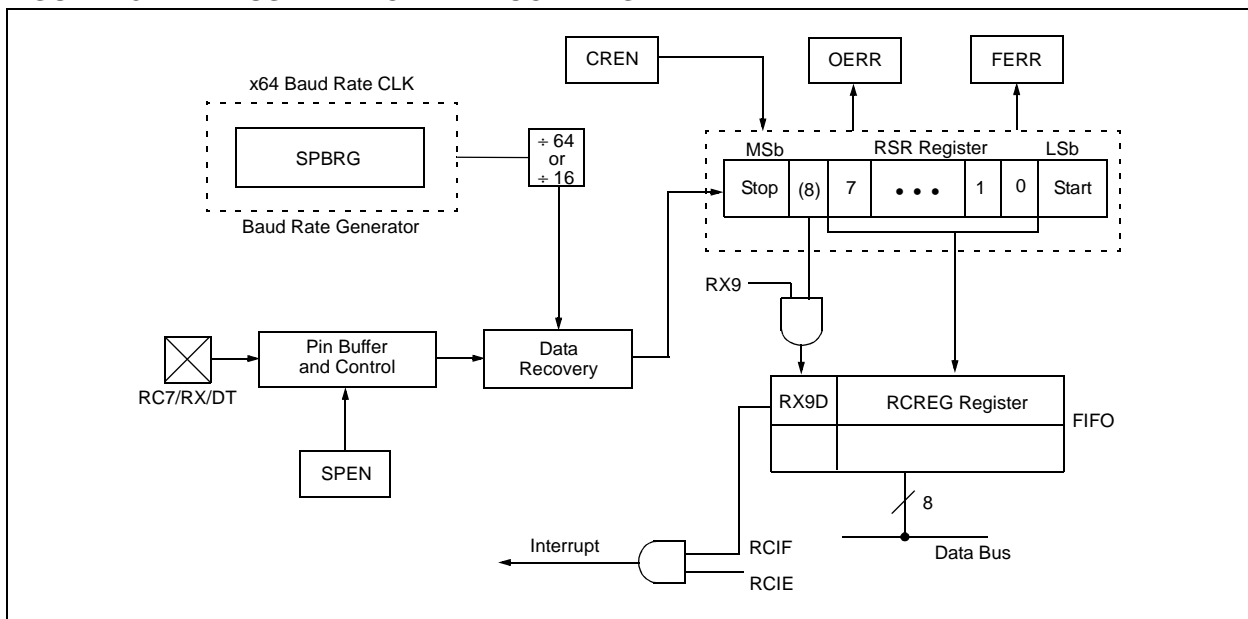 CREN
OERR
FERR
x64 Baud Rate CLK
SPBRG
Baud Rate Generator
÷ 64
or
÷ 16
MSb
RSR Register
LSb
Stop
(8)
7
• • •
1
0
Start
RX9
Pin Buffer
and Control
Data
Recovery
RC7/RX/DT
SPEN
RX9D
RCREG Register
FIFO
8
Data Bus
Interrupt
RCIF
RCIE